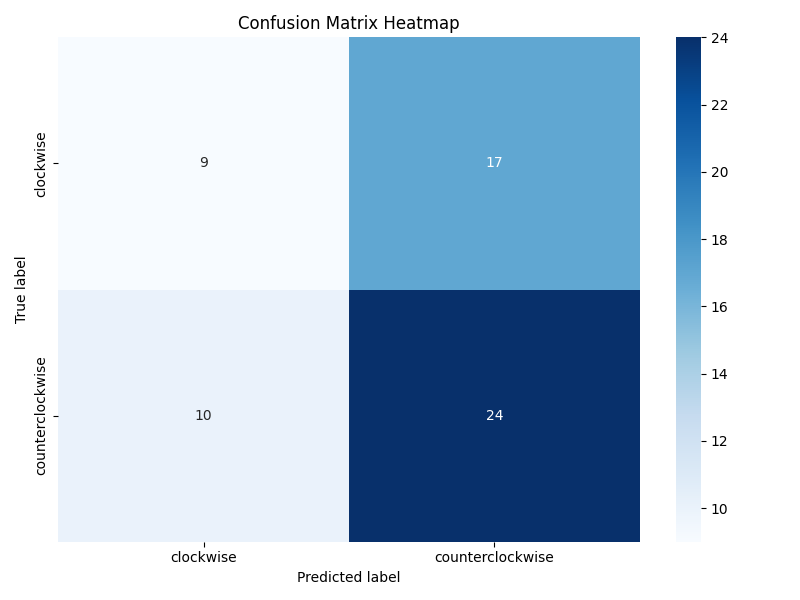 Confusion Matrix Heatmap
True label
clockwise
counterclockwise
9
17
10
24
clockwise
counterclockwise
Predicted label
24
22
20
18
16
14
12
10